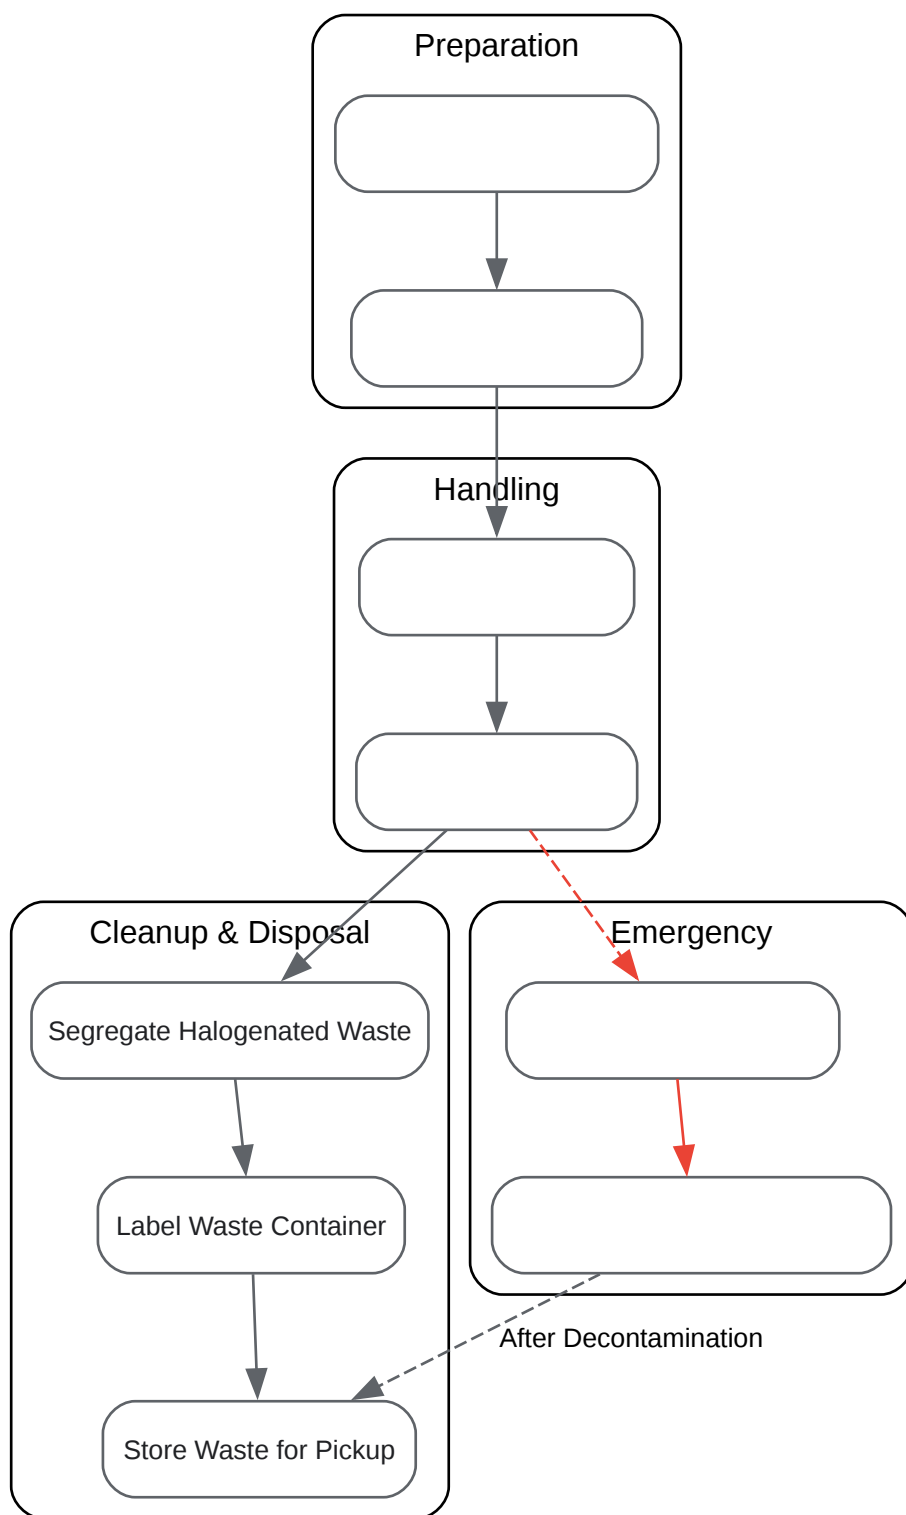 Preparation
Handling
Cleanup & Disposal
Emergency
Segregate Halogenated Waste
Label Waste Container
After Decontamination
Store Waste for Pickup